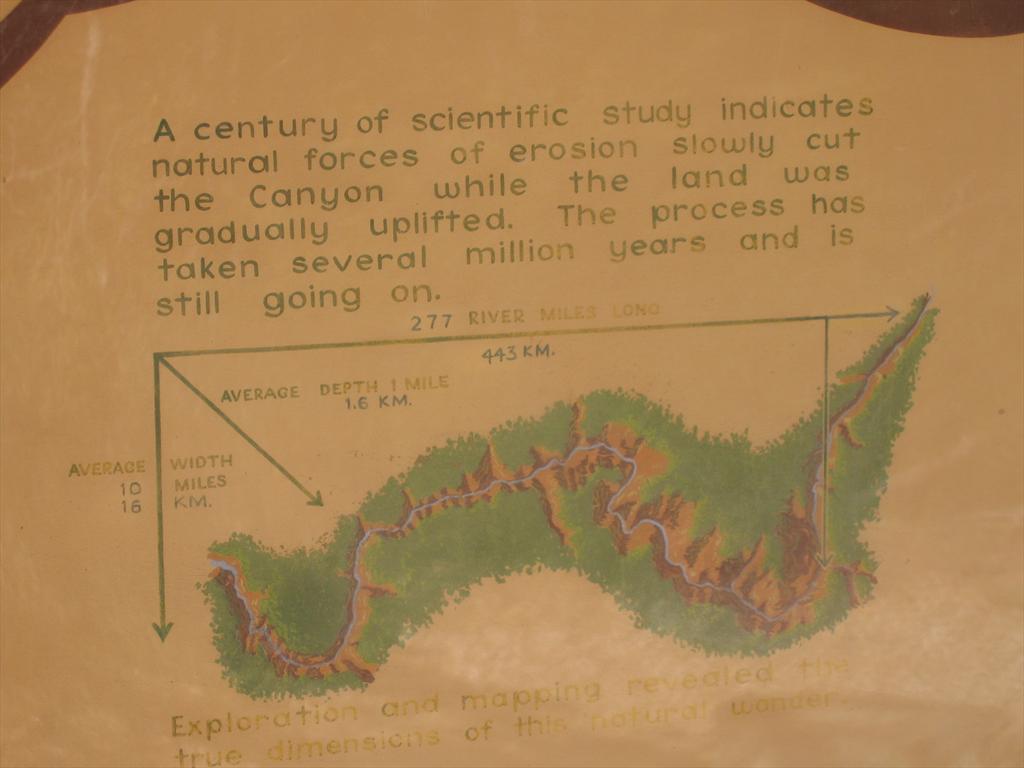 A century of scientific study indicates
natural forces of erosion slowly cut
the Canyon while the land was
gradually uplifted. The process has
taken several million years and is
still going on.
277 RIVER MILES LONG
443 KM.
AVERAGE DEPTH 1 MILE
1.6 KM.
AVERAGE WIDTH
10 MILES
16 KM.
Exploration and mapping revealed the
true dimensions of this natural wonder.